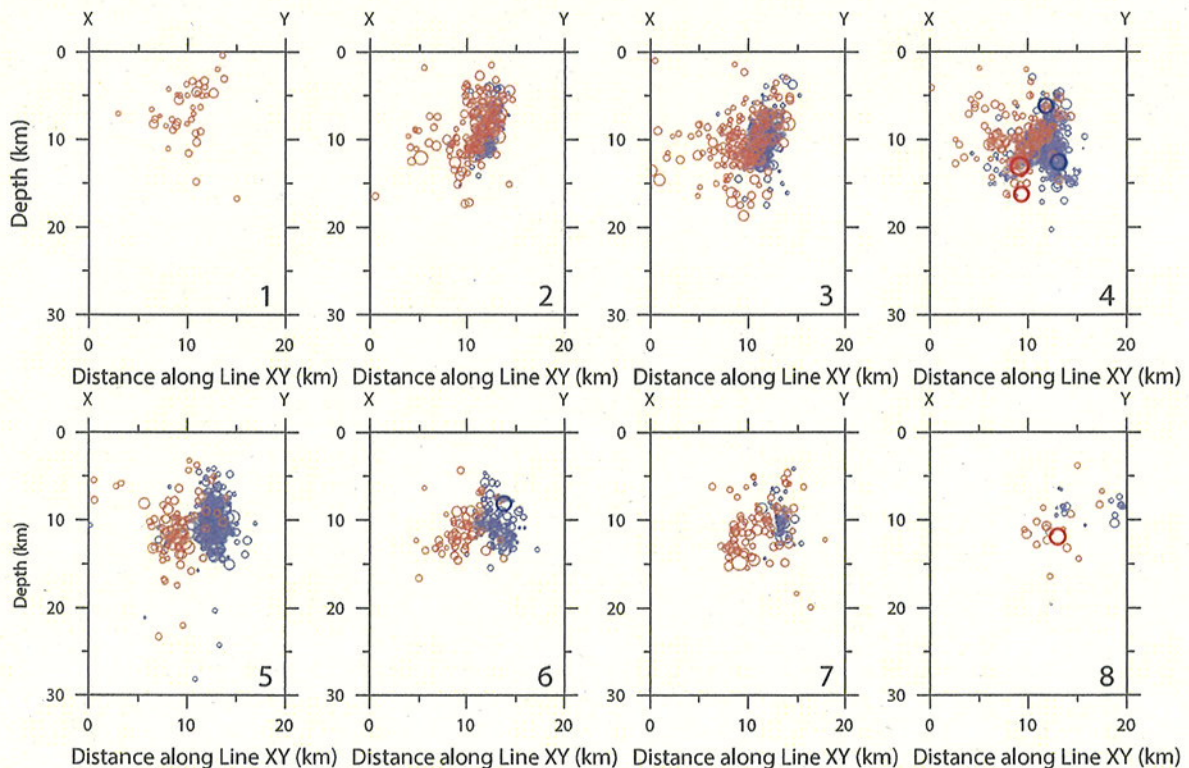 X Y X Y X Y X Y
0 0 0 0
10 10 10 10
20 20 20 20
30 30 30 30
Depth (km)
1 2 3 4
0 10 20 0 10 20 0 10 20 0 10 20
Distance along Line XY (km) Distance along Line XY (km) Distance along Line XY (km) Distance along Line XY (km)
X Y X Y X Y X Y
0 0 0 0
10 10 10 10
20 20 20 20
30 30 30 30
Depth (km)
5 6 7 8
0 10 20 0 10 20 0 10 20 0 10 20
Distance along Line XY (km) Distance along Line XY (km) Distance along Line XY (km) Distance along Line XY (km)